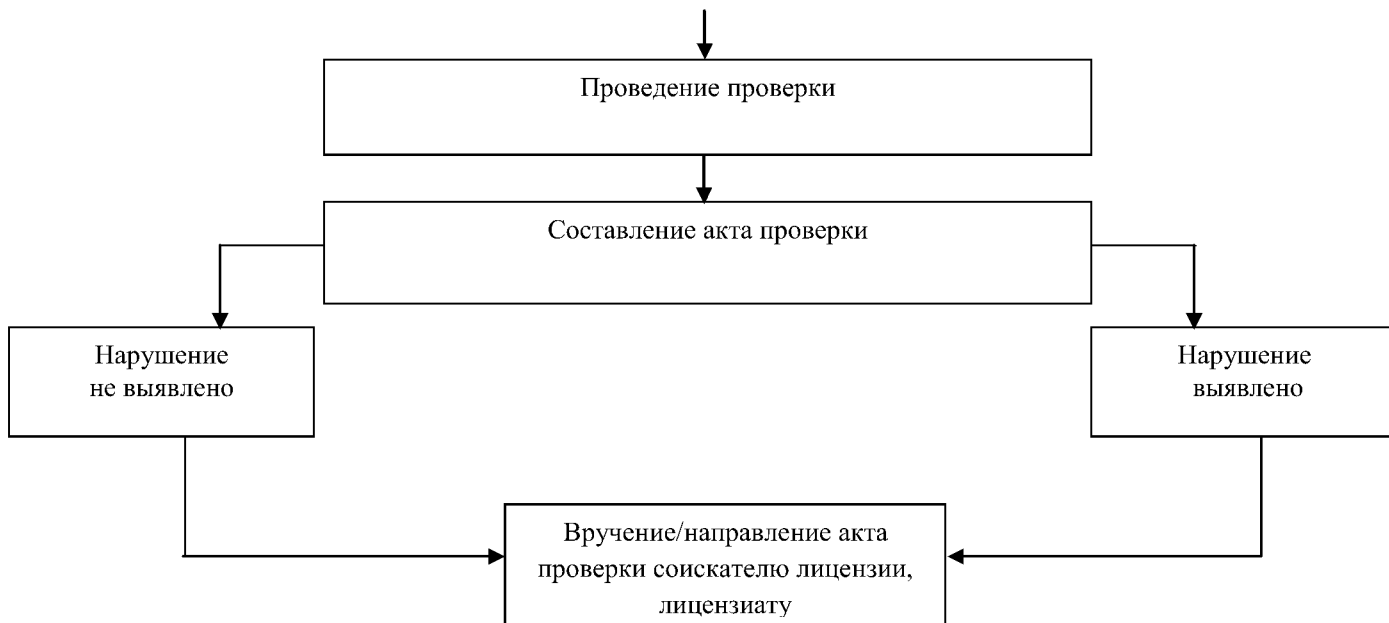 Проведение проверки
Составление акта проверки
Нарушение
не выявлено
Нарушение
выявлено
Вручение/направление акта
проверки соискателю лицензии,
лицензиату